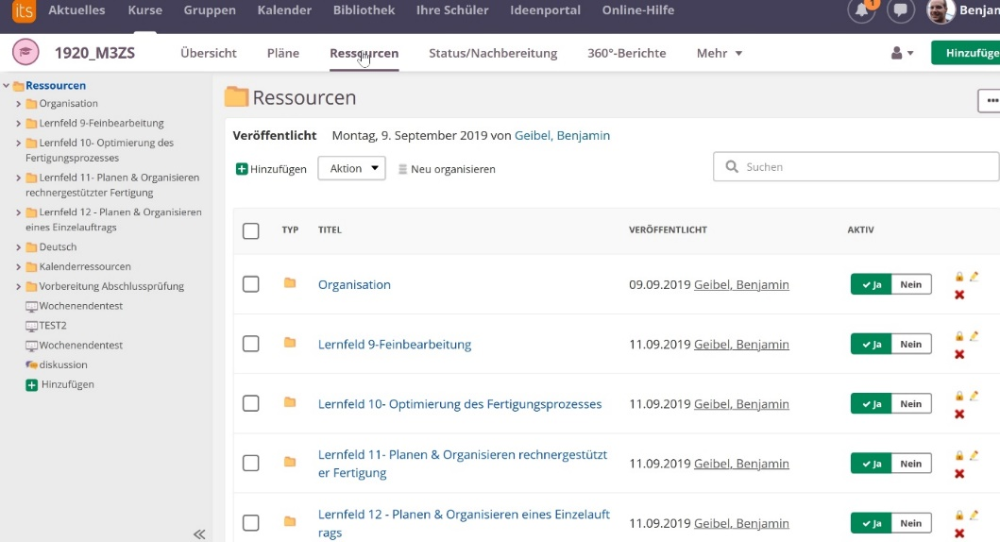 its Aktuelles Kurse Gruppen Kalender Bibliothek Ihre Schüler Ideenportal Online-Hilfe 1 Benjam
1920_M3ZS Übersicht Pläne Ressourcen Status/Nachbereitung 360°-Berichte Mehr Hinzufüge
Ressourcen
Organisation
Lernfeld 9-Feinbearbeitung
Lernfeld 10- Optimierung des
Fertigungsprozesses
Lernfeld 11- Planen & Organisieren
rechnergestützter Fertigung
Lernfeld 12 - Planen & Organisieren
eines Einzelauftrags
Deutsch
Kalenderressourcen
Vorbereitung Abschlussprüfung
Wochenendentest
TEST2
Wochenendentest
diskussion
Hinzufügen
Ressourcen
Veröffentlicht Montag, 9. September 2019 von Geibel, Benjamin
Hinzufügen Aktion Neu organisieren Suchen
TYP TITEL VERÖFFENTLICHT AKTIV
Organisation 09.09.2019 Geibel, Benjamin Ja Nein
Lernfeld 9-Feinbearbeitung 11.09.2019 Geibel, Benjamin Ja Nein
Lernfeld 10- Optimierung des Fertigungsprozesses 11.09.2019 Geibel, Benjamin Ja Nein
Lernfeld 11- Planen & Organisieren rechnergestützt
er Fertigung 11.09.2019 Geibel, Benjamin Ja Nein
Lernfeld 12 - Planen & Organisieren eines Einzelauft
rags 11.09.2019 Geibel, Benjamin Ja Nein